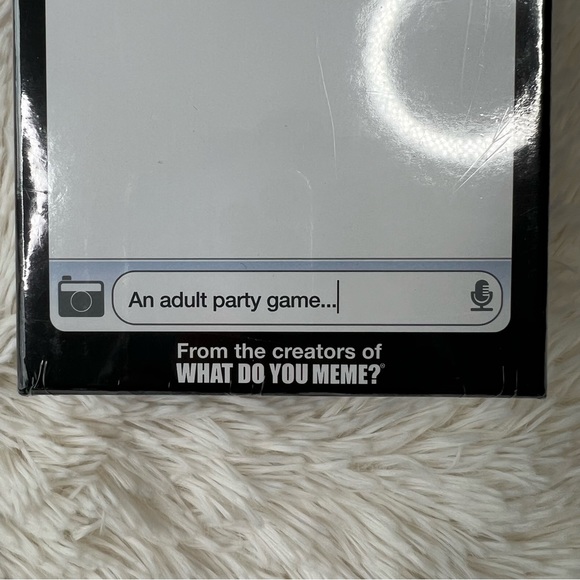 An adult party game...
From the creators of
WHAT DO YOU MEME?®